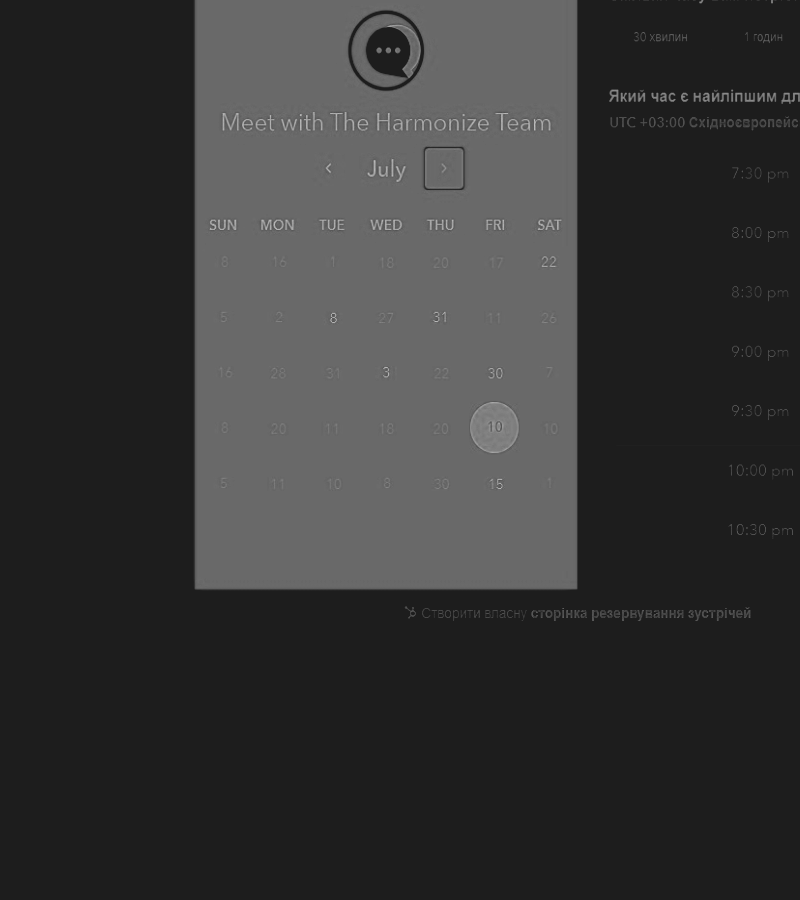 30 хвилин
1 годин
Meet with The Harmonize Team
‹ July ›
SUN MON TUE WED THU FRI SAT
8 16 1 18 20 17 22
5 2 8 27 31 11 26
16 28 31 3 22 30 7
8 20 11 18 20 10 10
5 11 10 8 30 15 1
Який час є найліпшим дл
UTC +03:00 Східноєвропейс
7:30 pm
8:00 pm
8:30 pm
9:00 pm
9:30 pm
10:00 pm
10:30 pm
Створити власну сторінка резервування зустрічей